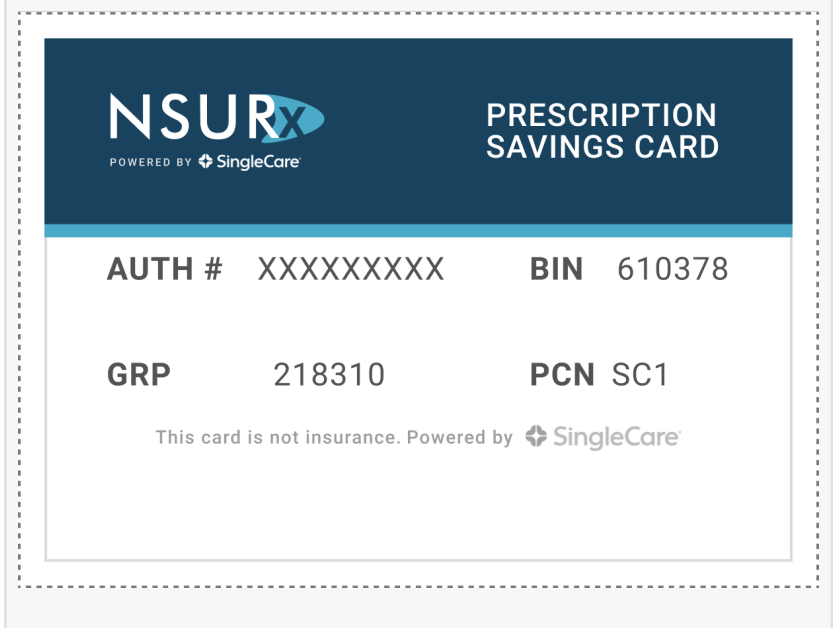 NSURx
POWERED BY SingleCare
PRESCRIPTION
SAVINGS CARD
AUTH # XXXXXXXXX
BIN 610378
GRP 218310
PCN SC1
This card is not insurance. Powered by SingleCare